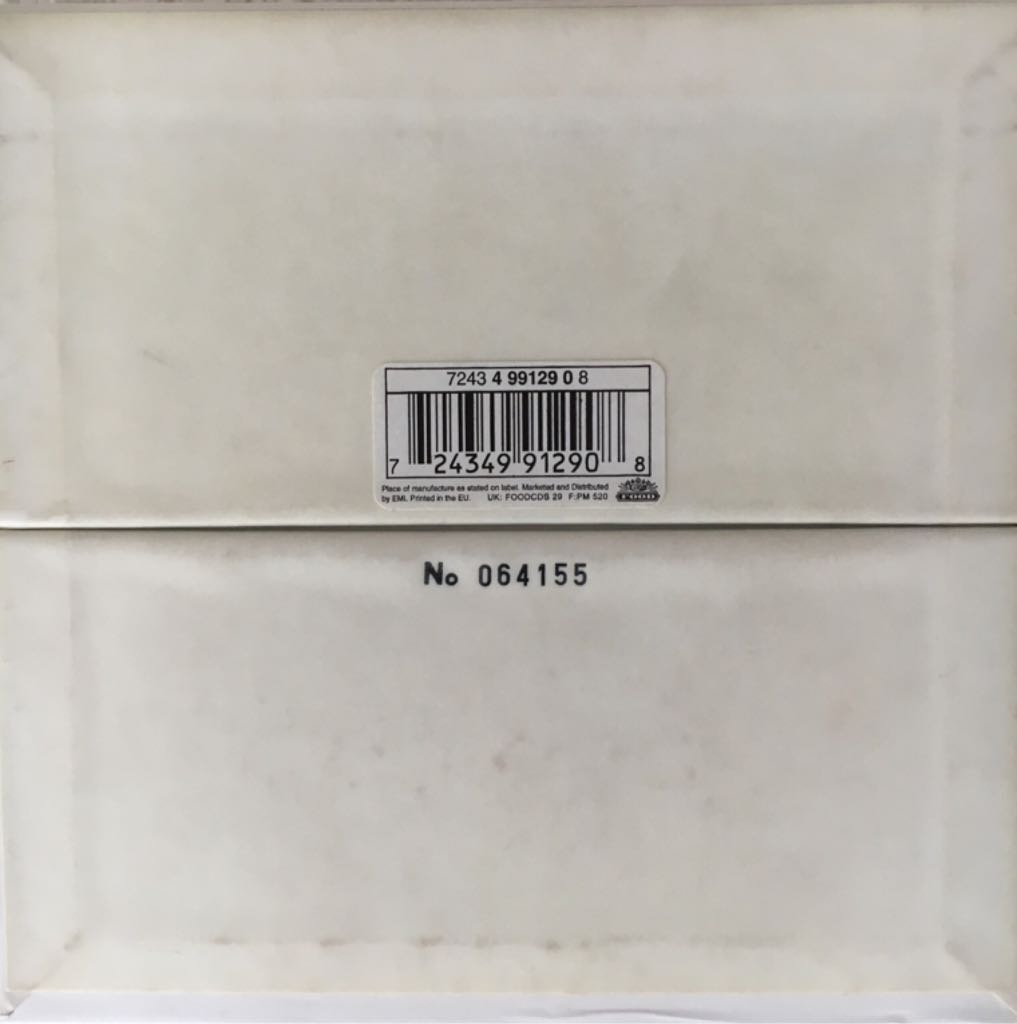 7243 4 99129 0 8
7 24349 91290 8
Place of manufacture as stated on label. Marketed and Distributed
by EMI. Printed in the EU. UK: FOODCDS 29 F:PM 520
FOOD
No 064155